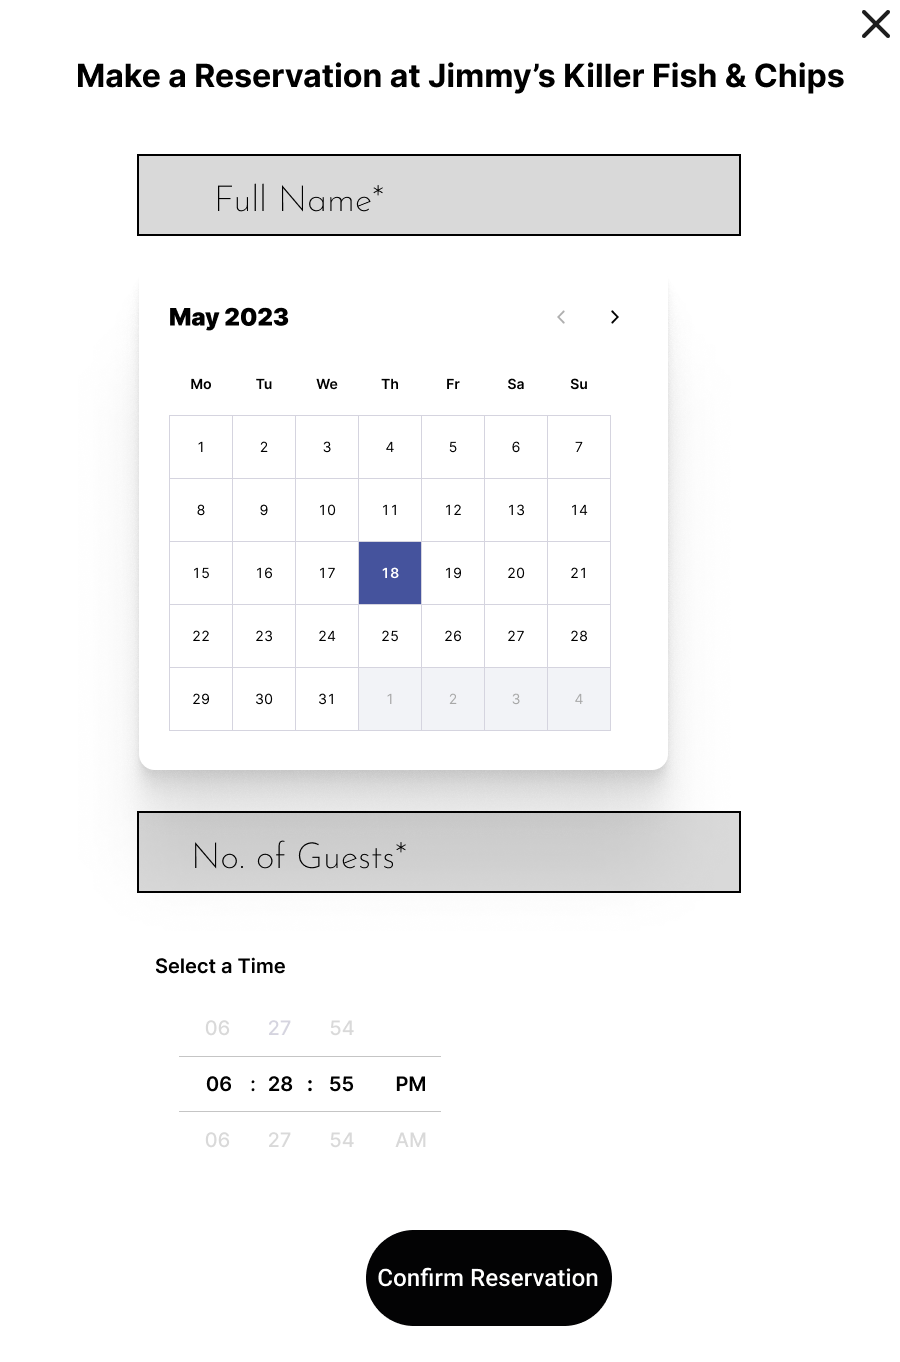 Make a Reservation at Jimmy’s Killer Fish & Chips
Full Name*
May 2023
Mo Tu We Th Fr Sa Su
1 2 3 4 5 6 7
8 9 10 11 12 13 14
15 16 17 18 19 20 21
22 23 24 25 26 27 28
29 30 31 1 2 3 4
No. of Guests*
Select a Time
06 27 54
06 : 28 : 55 PM
06 27 54 AM
Confirm Reservation